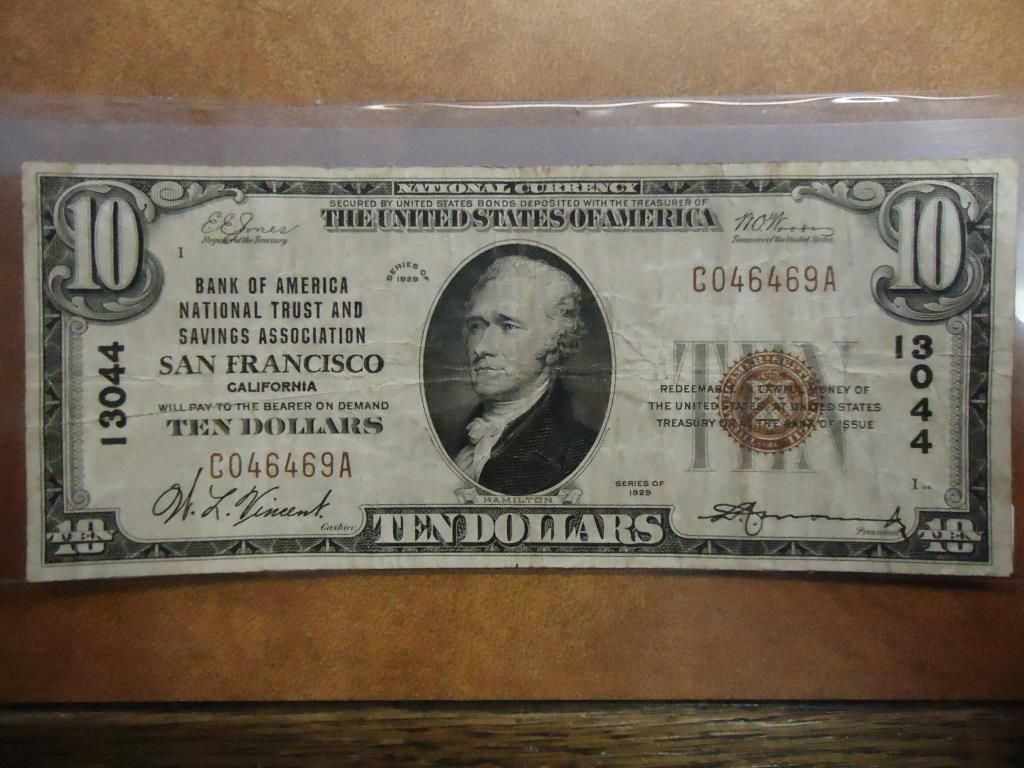 NATIONAL CURRENCY
SECURED BY UNITED STATES BONDS DEPOSITED WITH THE TREASURER OF
THE UNITED STATES OF AMERICA
10
10
E.E. Jones
Register of the Treasury
W.O. Woods
Treasurer of the United States
I
SERIES OF
1929
C046469A
BANK OF AMERICA
NATIONAL TRUST AND
SAVINGS ASSOCIATION
SAN FRANCISCO
CALIFORNIA
WILL PAY TO THE BEARER ON DEMAND
TEN DOLLARS
C046469A
13044
13044
TEN
REDEEMABLE IN LAWFUL MONEY OF
THE UNITED STATES AT UNITED STATES
TREASURY OR AT THE BANK OF ISSUE
SERIES OF
1929
I
HAMILTON
W. L. Vincent
Cashier
President
10
TEN
TEN DOLLARS
10
TEN